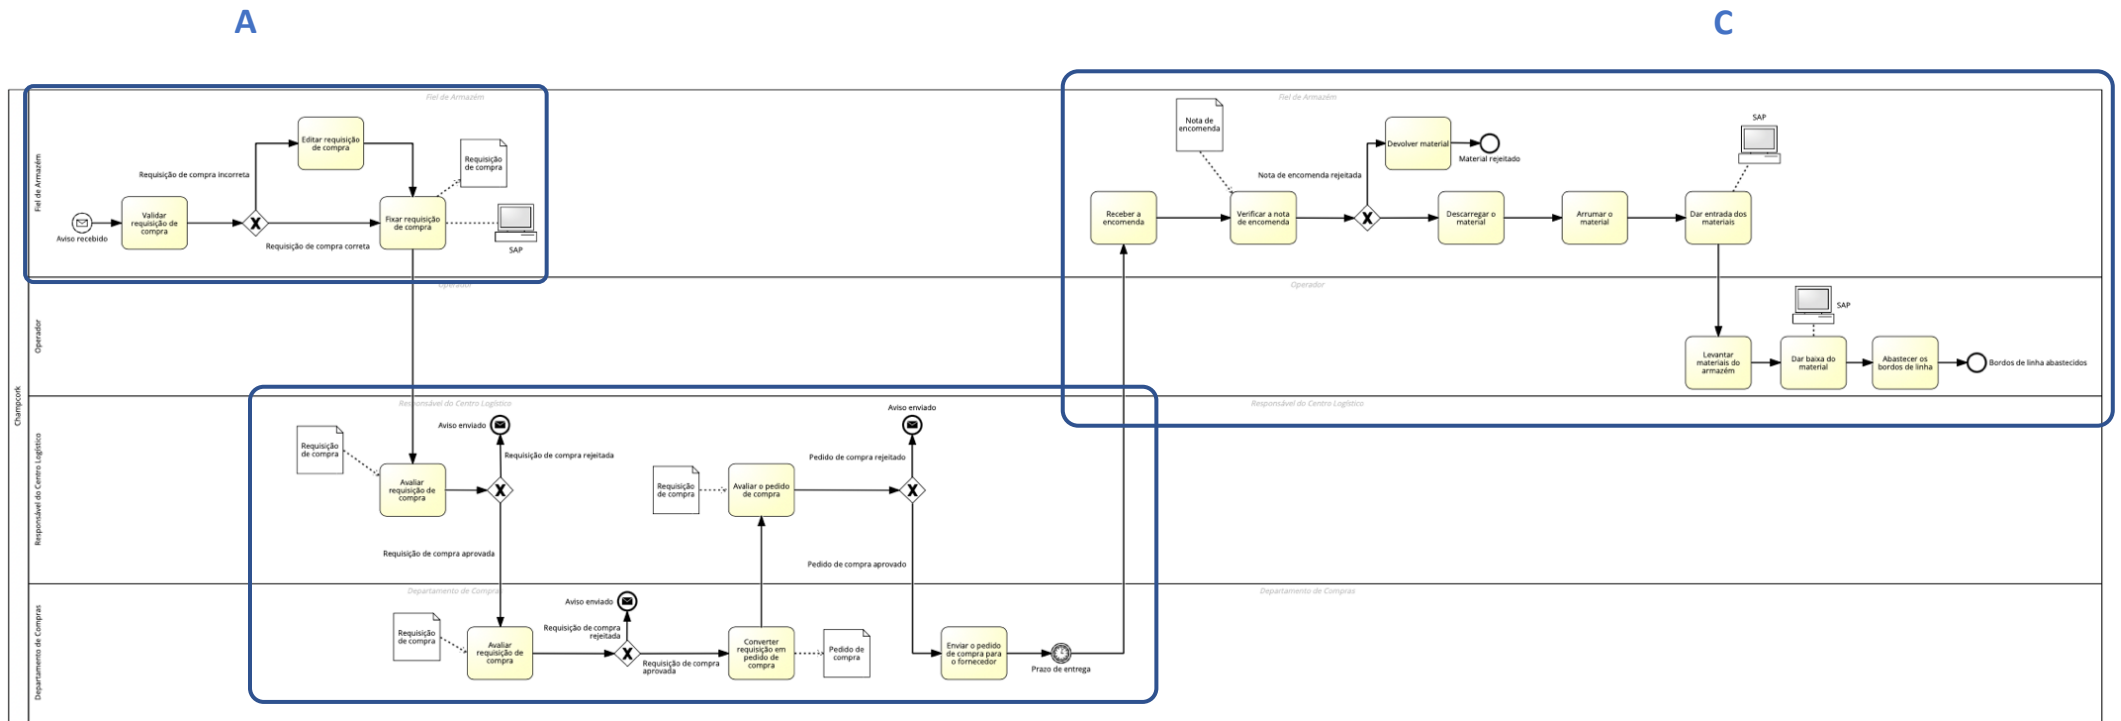 A
C
Champcork
Fiel de Armazém
Fiel de Armazém
Fiel de Armazém
Aviso recebido
Validar
requisição de
compra
Requisição de compra incorreta
Editar requisição
de compra
Requisição de compra correta
Fixar requisição
de compra
Requisição
de compra
SAP
Nota de
encomenda
Receber a
encomenda
Verificar a nota
de encomenda
Nota de encomenda rejeitada
Devolver material
Material rejeitado
Descarregar o
material
Arrumar o
material
Dar entrada dos
materiais
SAP
Operador
Operador
Operador
Levantar
materiais do
armazém
Dar baixa do
material
SAP
Abastecer os
bordos de linha
Bordos de linha abastecidos
Responsável do Centro Logístico
Responsável do Centro Logístico
Responsável do Centro Logístico
Requisição
de compra
Avaliar
requisição de
compra
Aviso enviado
Requisição de compra rejeitada
Requisição de compra aprovada
Requisição
de compra
Avaliar o pedido
de compra
Aviso enviado
Pedido de compra rejeitado
Pedido de compra aprovado
Departamento de Compras
Departamento de Compras
Departamento de Compras
Requisição
de compra
Avaliar
requisição de
compra
Aviso enviado
Requisição de compra
rejeitada
Requisição de compra
aprovada
Converter
requisição em
pedido de
compra
Pedido de
compra
Enviar o pedido
de compra para
o fornecedor
Prazo de entrega